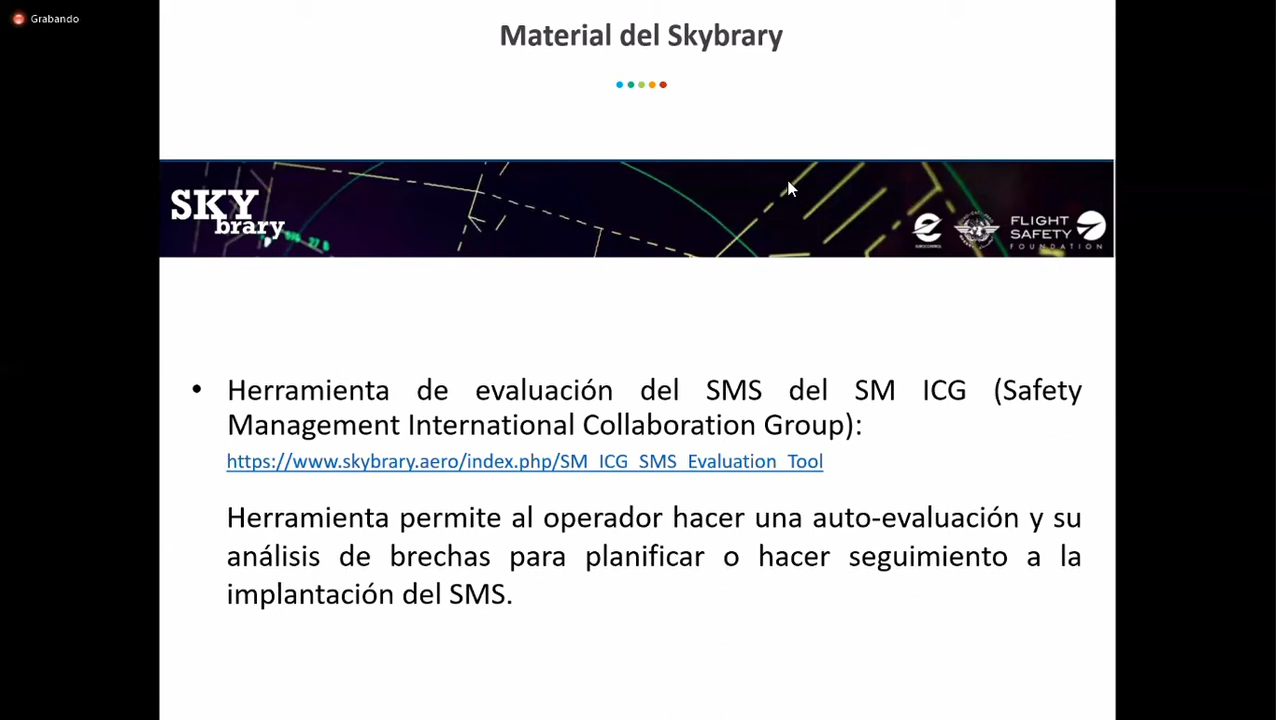 Grabando
Material del Skybrary
SKY
brary
EUROCONTROL
FLIGHT
SAFETY
FOUNDATION
• Herramienta de evaluación del SMS del SM ICG (Safety
Management International Collaboration Group):
https://www.skybrary.aero/index.php/SM_ICG_SMS_Evaluation_Tool
Herramienta permite al operador hacer una auto-evaluación y su
análisis de brechas para planificar o hacer seguimiento a la
implantación del SMS.